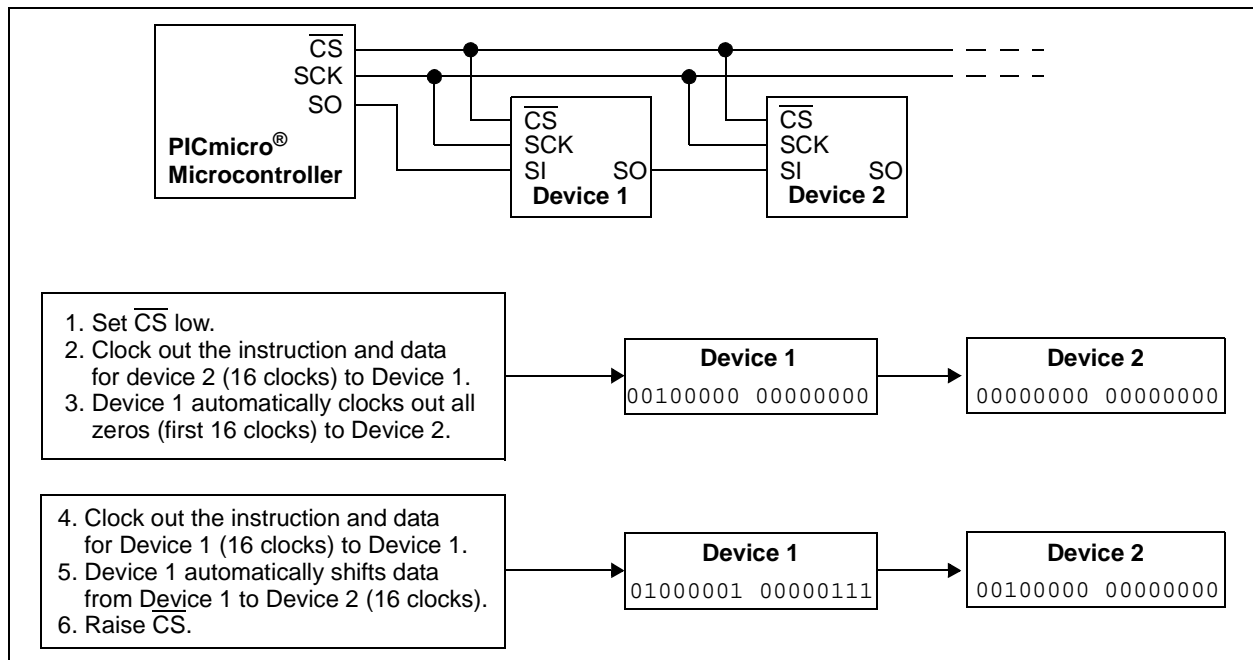 CS
SCK
SO
PICmicro®
Microcontroller
CS
SCK
SI SO
Device 1
CS
SCK
SI SO
Device 2
1. Set CS low.
2. Clock out the instruction and data
for device 2 (16 clocks) to Device 1.
3. Device 1 automatically clocks out all
zeros (first 16 clocks) to Device 2.
Device 1
00100000 00000000
Device 2
00000000 00000000
4. Clock out the instruction and data
for Device 1 (16 clocks) to Device 1.
5. Device 1 automatically shifts data
from Device 1 to Device 2 (16 clocks).
6. Raise CS.
Device 1
01000001 00000111
Device 2
00100000 00000000